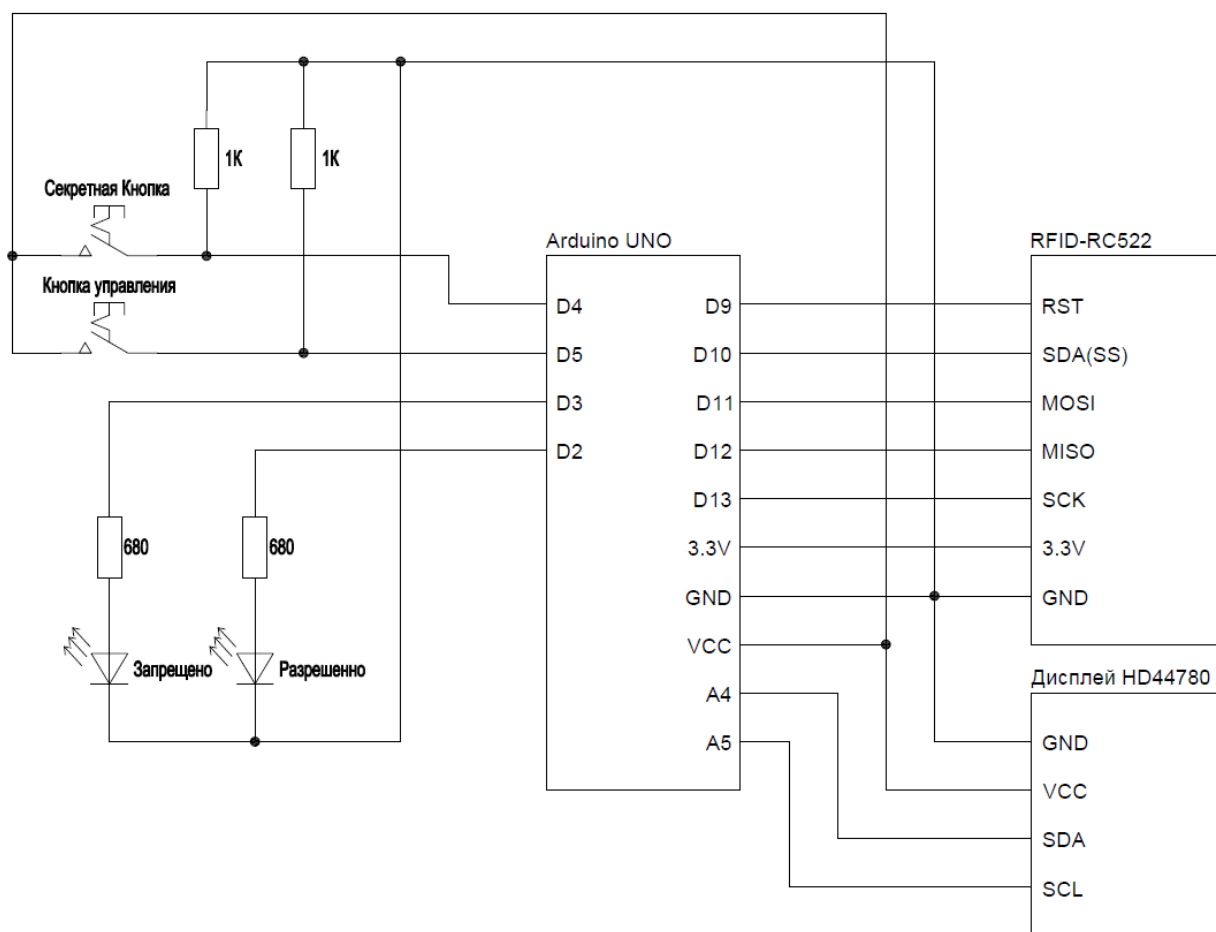 1К
1К
Секретная Кнопка
Кнопка управления
680
680
Запрещено
Разрешенно
Arduino UNO
D4
D5
D3
D2
D9
D10
D11
D12
D13
3.3V
GND
VCC
A4
A5
RFID-RC522
RST
SDA(SS)
MOSI
MISO
SCK
3.3V
GND
Дисплей HD44780
GND
VCC
SDA
SCL